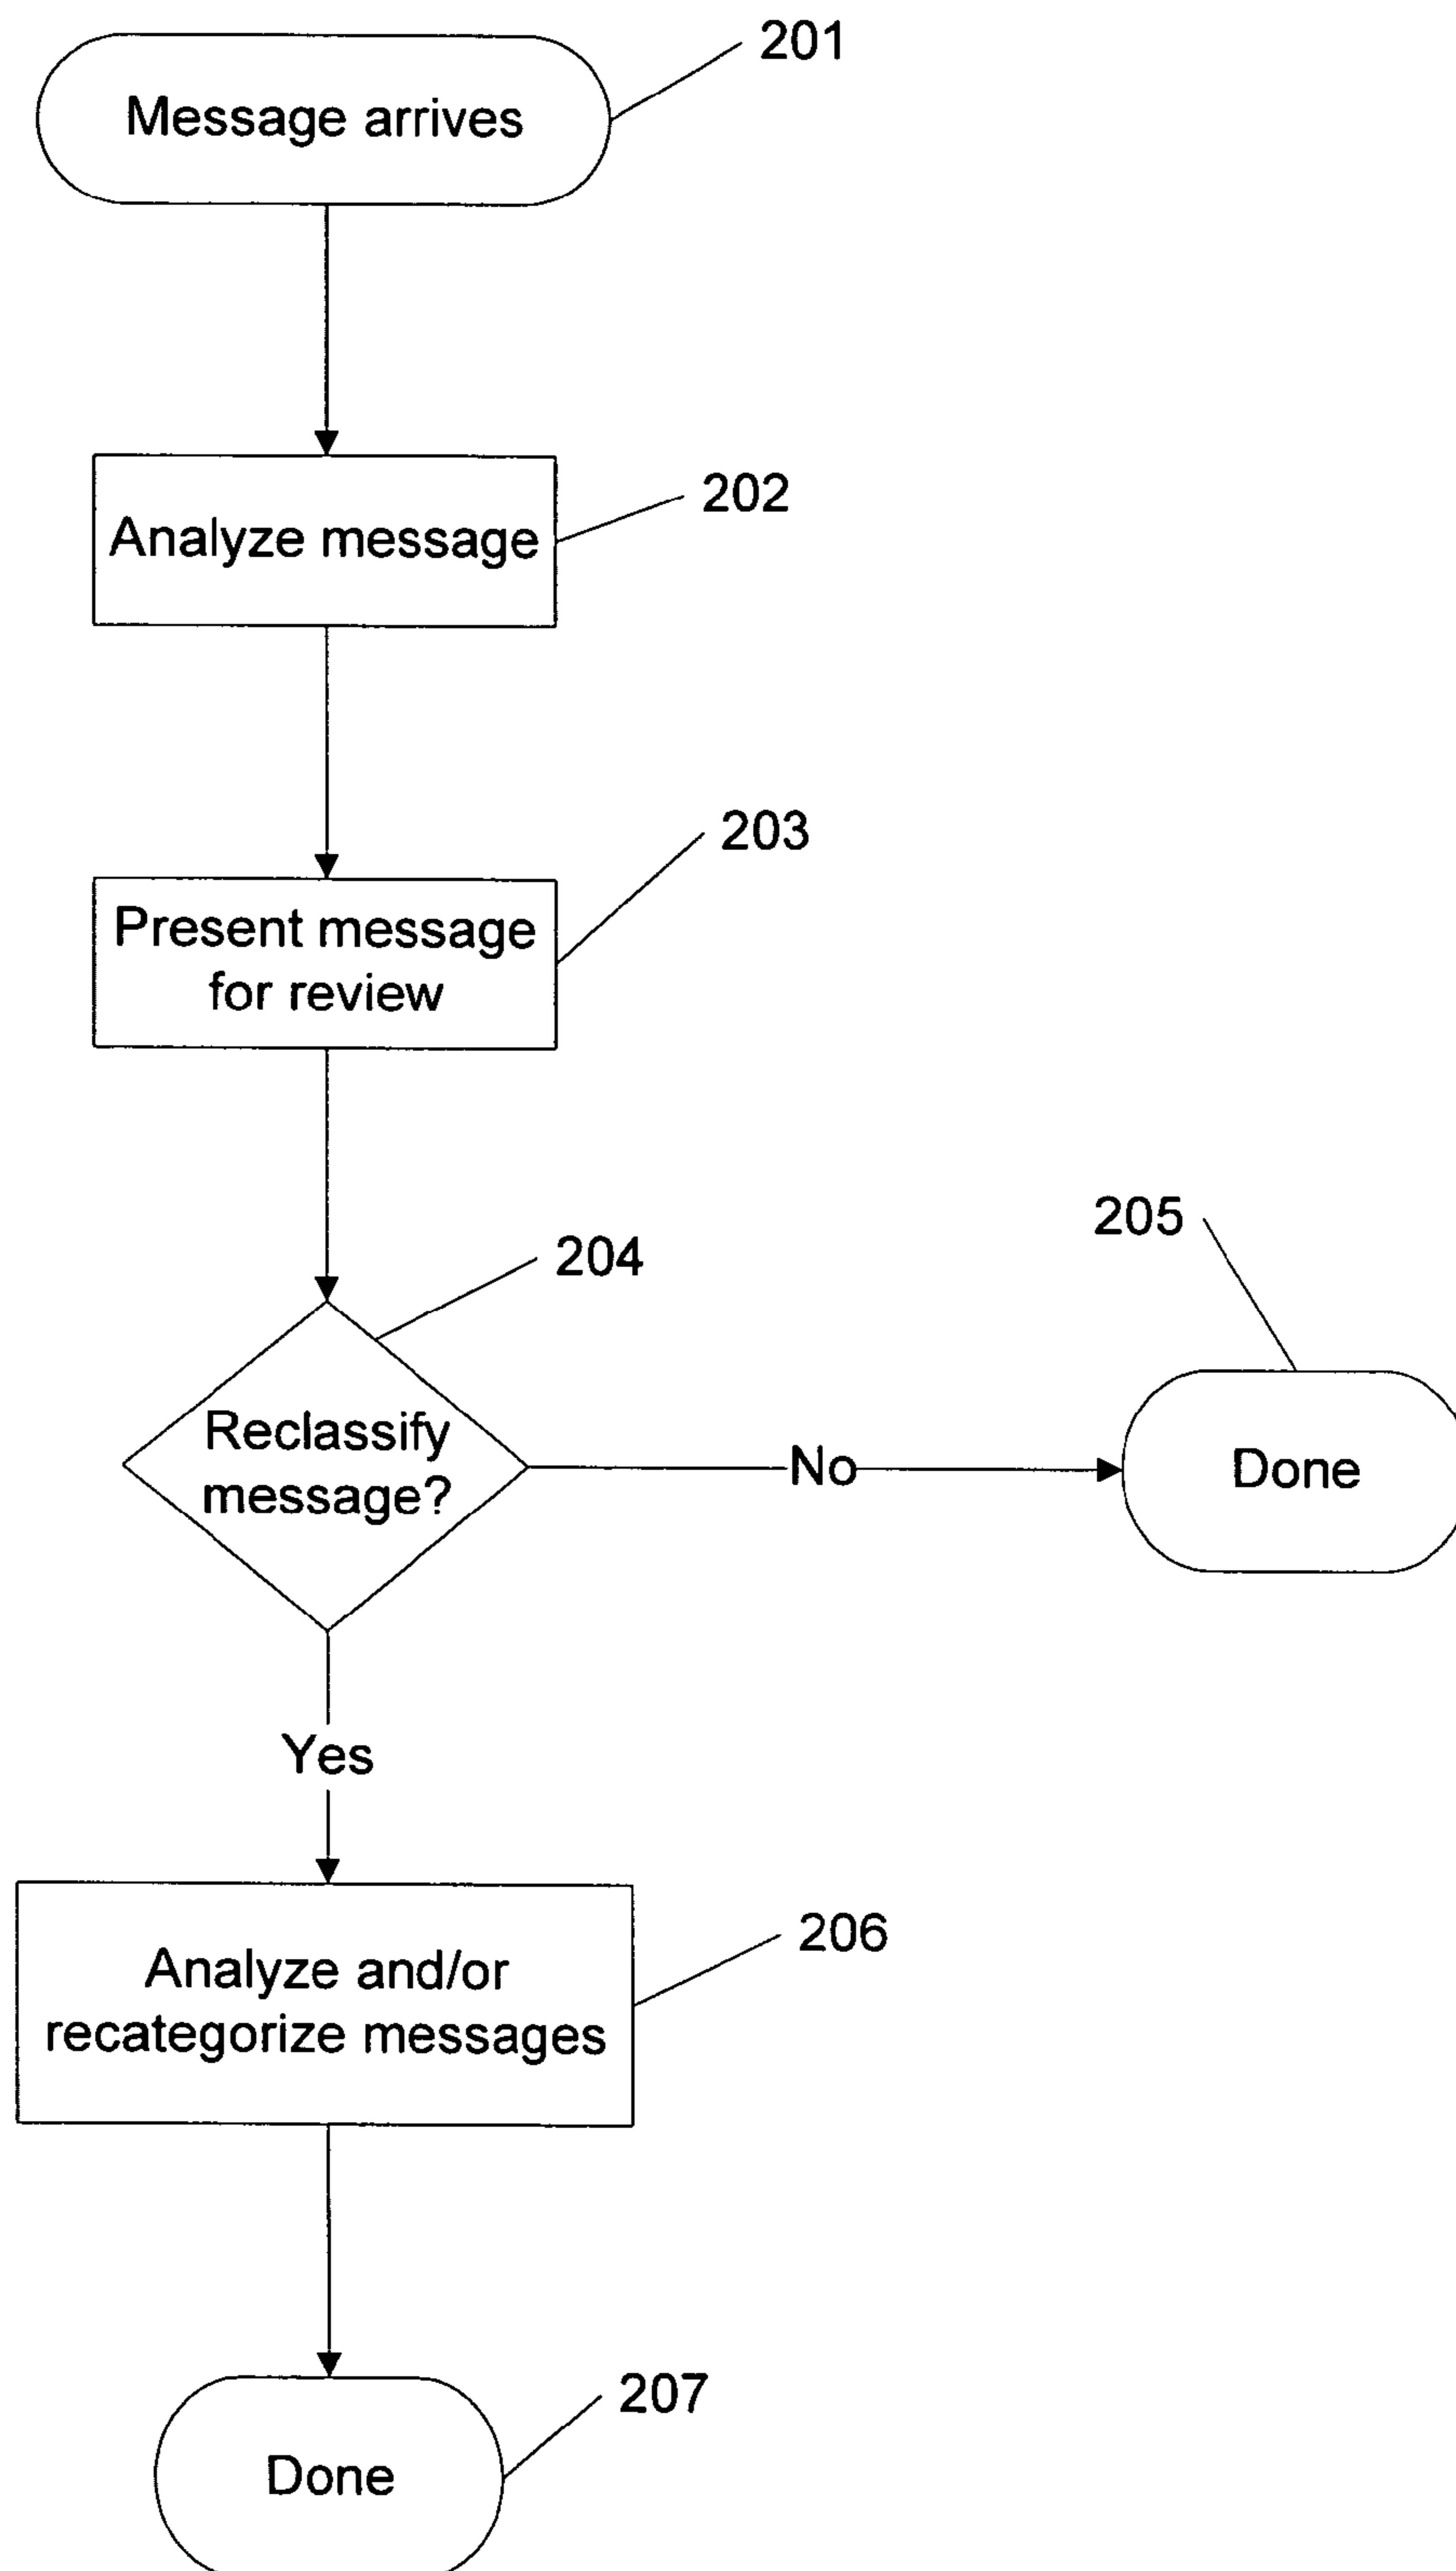 201
Message arrives
202
Analyze message
203
Present message
for review
204
205
Reclassify
message?
No
Done
Yes
206
Analyze and/or
recategorize messages
207
Done